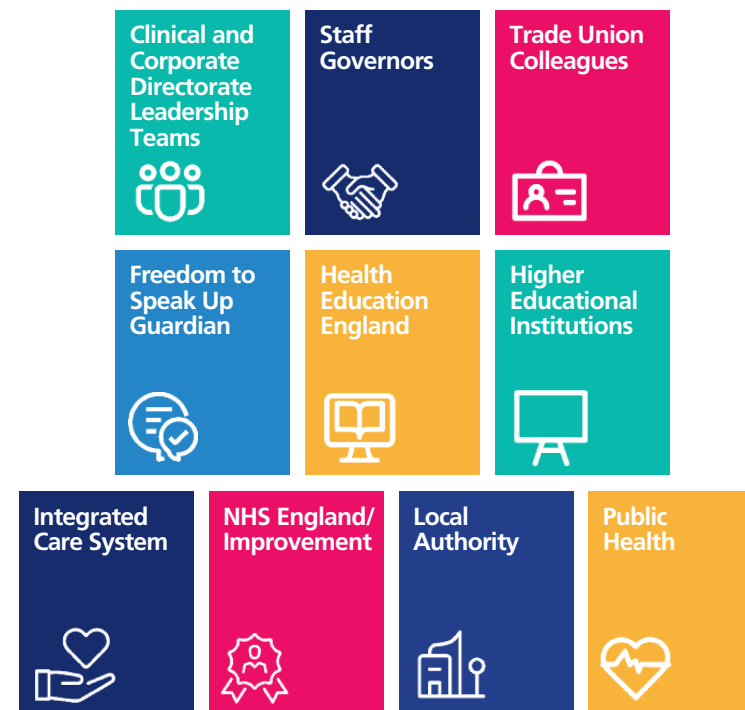 Clinical and
Corporate
Directorate
Leadership
Teams
Staff
Governors
Trade Union
Colleagues
Freedom to
Speak Up
Guardian
Health
Education
England
Higher
Educational
Institutions
Integrated
Care System
NHS England/
Improvement
Local
Authority
Public
Health